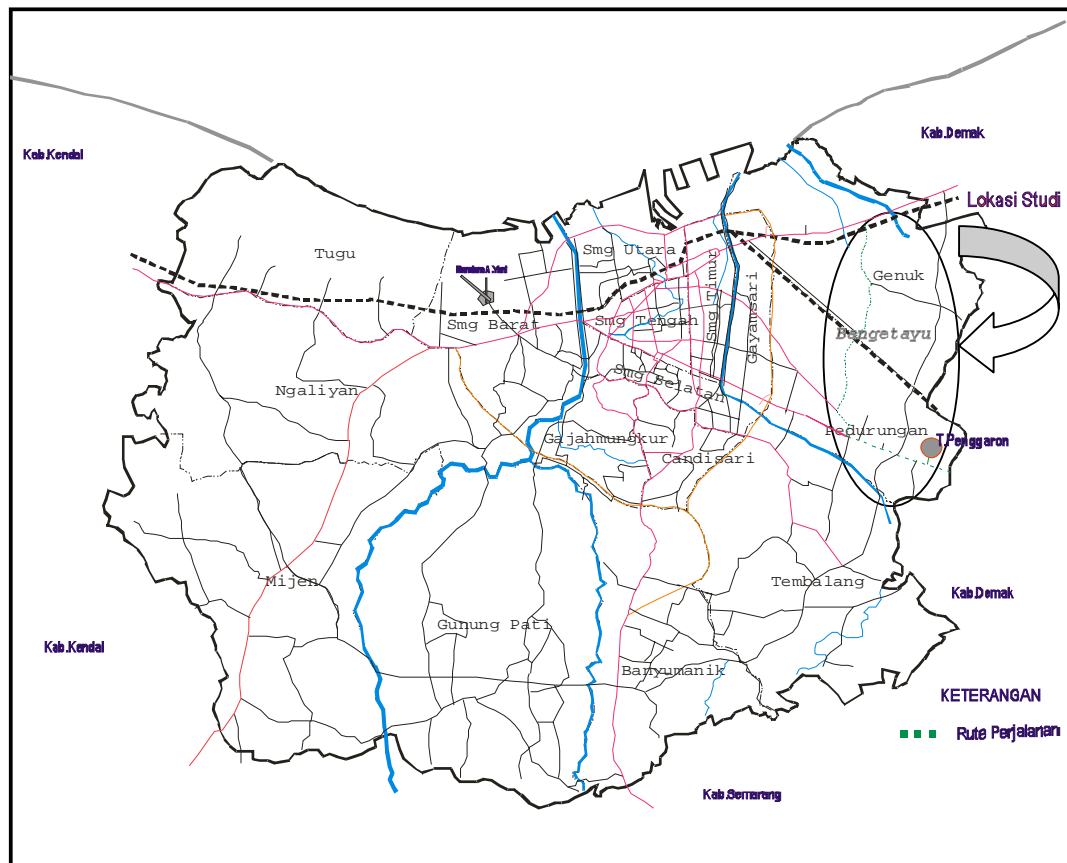 Kab.Kendal
Kab.Demak
Lokasi Studi
Tugu
Smg Utara
Bandara A. Yani
Smg Barat
Smg Tengah
Smg Timur
Gayamsari
Genuk
Bangetayu
Ngaliyan
Smg Selatan
Gajahmungkur
Candisari
Pedurungan
T.Penggaron
Mijen
Tembalang
Kab.Demak
Gunung Pati
Kab.Kendal
Banyumanik
KETERANGAN
Rute Perjalanan
Kab.Semarang